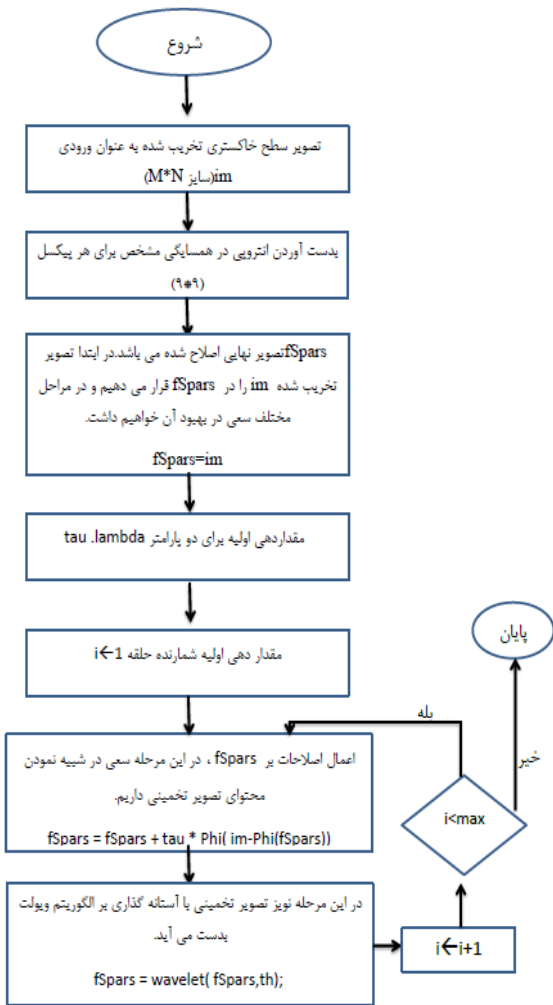 شروع
تصویر سطح خاکستری تخریب شده به عنوان ورودی
im(سایز M*N)
بدست آوردن انتروپی در همسایگی مشخص برای هر پیکسل
(۹*۹)
fSparsتصویر نهایی اصلاح شده می باشد.در ابتدا تصویر
تخریب شده im را در fSpars قرار می دهیم و در مراحل
مختلف سعی در بهبود آن خواهیم داشت.
fSpars=im
مقداردهی اولیه برای دو پارامتر tau .lambda
مقدار دهی اولیه شمارنده حلقه i←1
اعمال اصلاحات بر fSpars ، در این مرحله سعی در شبیه نمودن
محتوای تصویر تخمینی داریم.
fSpars = fSpars + tau * Phi( im-Phi(fSpars))
در این مرحله نویز تصویر تخمینی با آستانه گذاری بر الگوریتم ویولت
بدست می آید.
fSpars = wavelet( fSpars,th);
i←i+1
i<max
بله
خیر
پایان